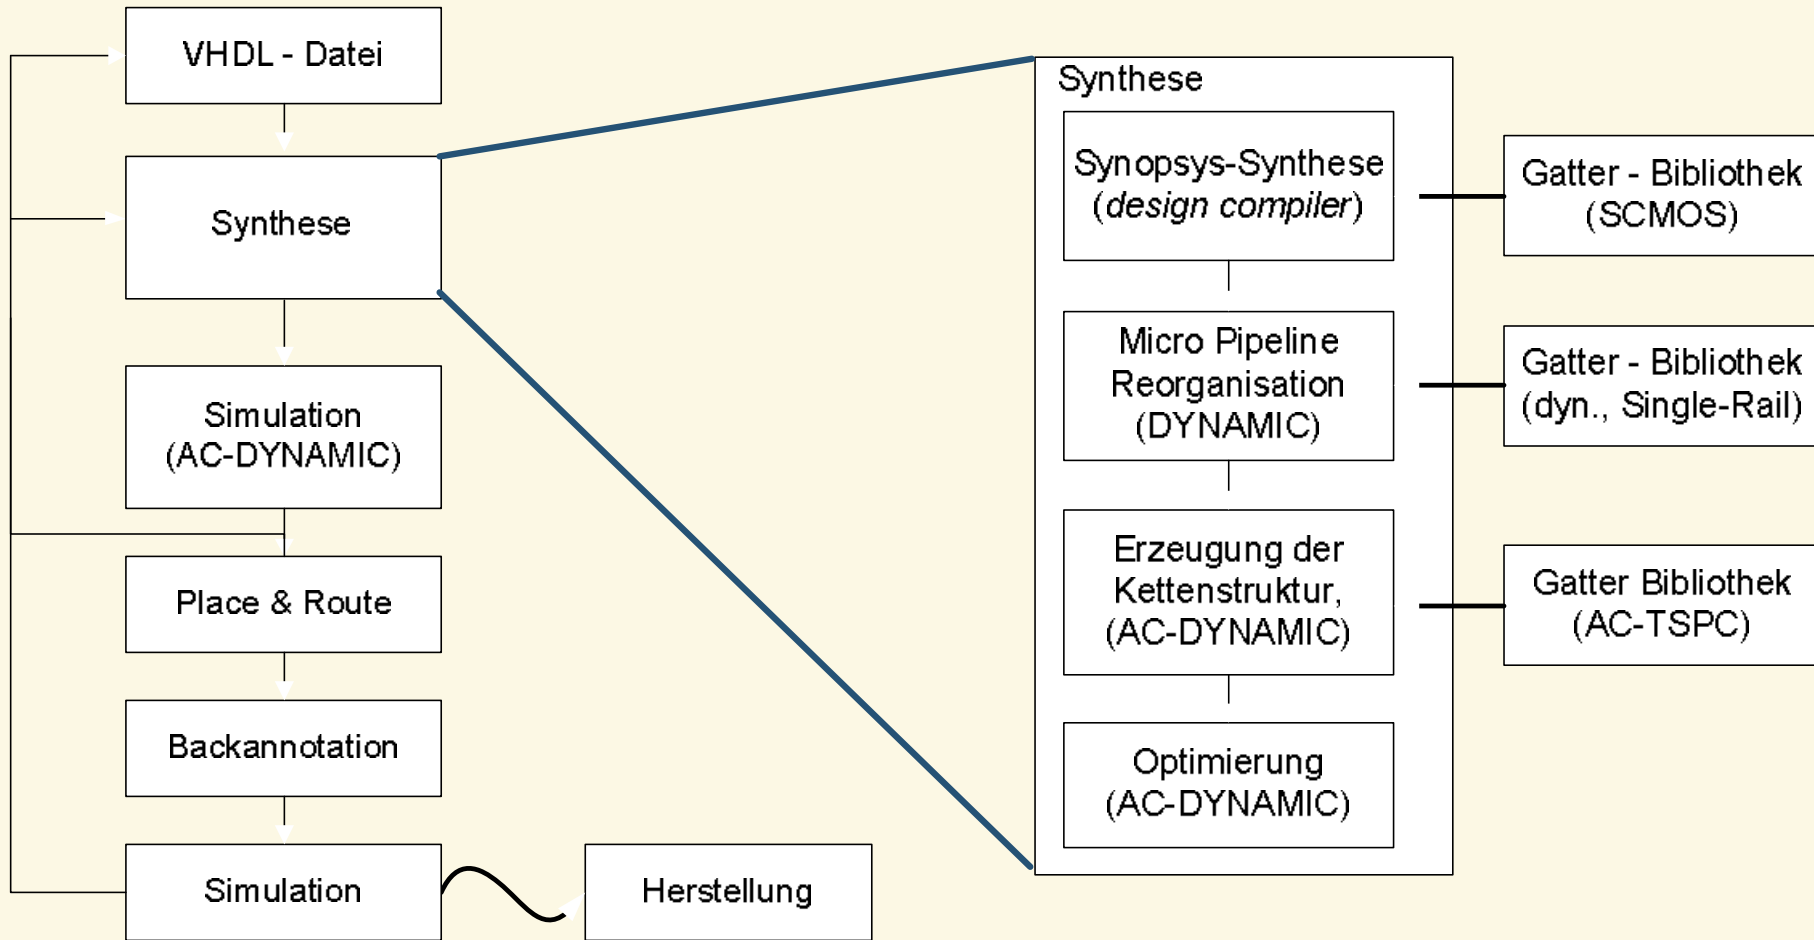 VHDL - Datei
Synthese
Simulation
(AC-DYNAMIC)
Place & Route
Backannotation
Simulation
Herstellung
Synthese
Synopsys-Synthese
(design compiler)
Micro Pipeline
Reorganisation
(DYNAMIC)
Erzeugung der
Kettenstruktur,
(AC-DYNAMIC)
Optimierung
(AC-DYNAMIC)
Gatter - Bibliothek
(SCMOS)
Gatter - Bibliothek
(dyn., Single-Rail)
Gatter Bibliothek
(AC-TSPC)